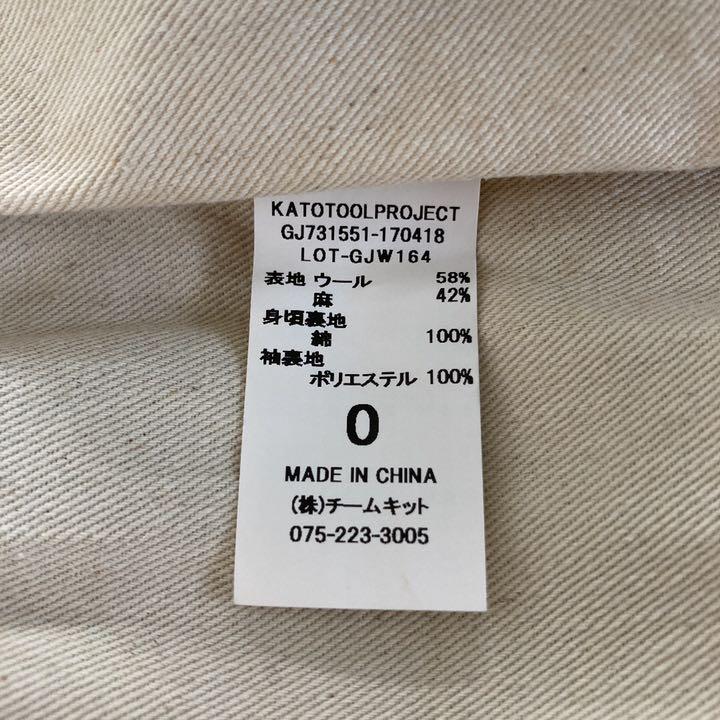 KATOTOOLPROJECT
GJ731551-170418
LOT-GJW164
表地 ウール 58%
麻 42%
身頃裏地
綿 100%
袖裏地
ポリエステル 100%
0
MADE IN CHINA
(株)チームキット
075-223-3005